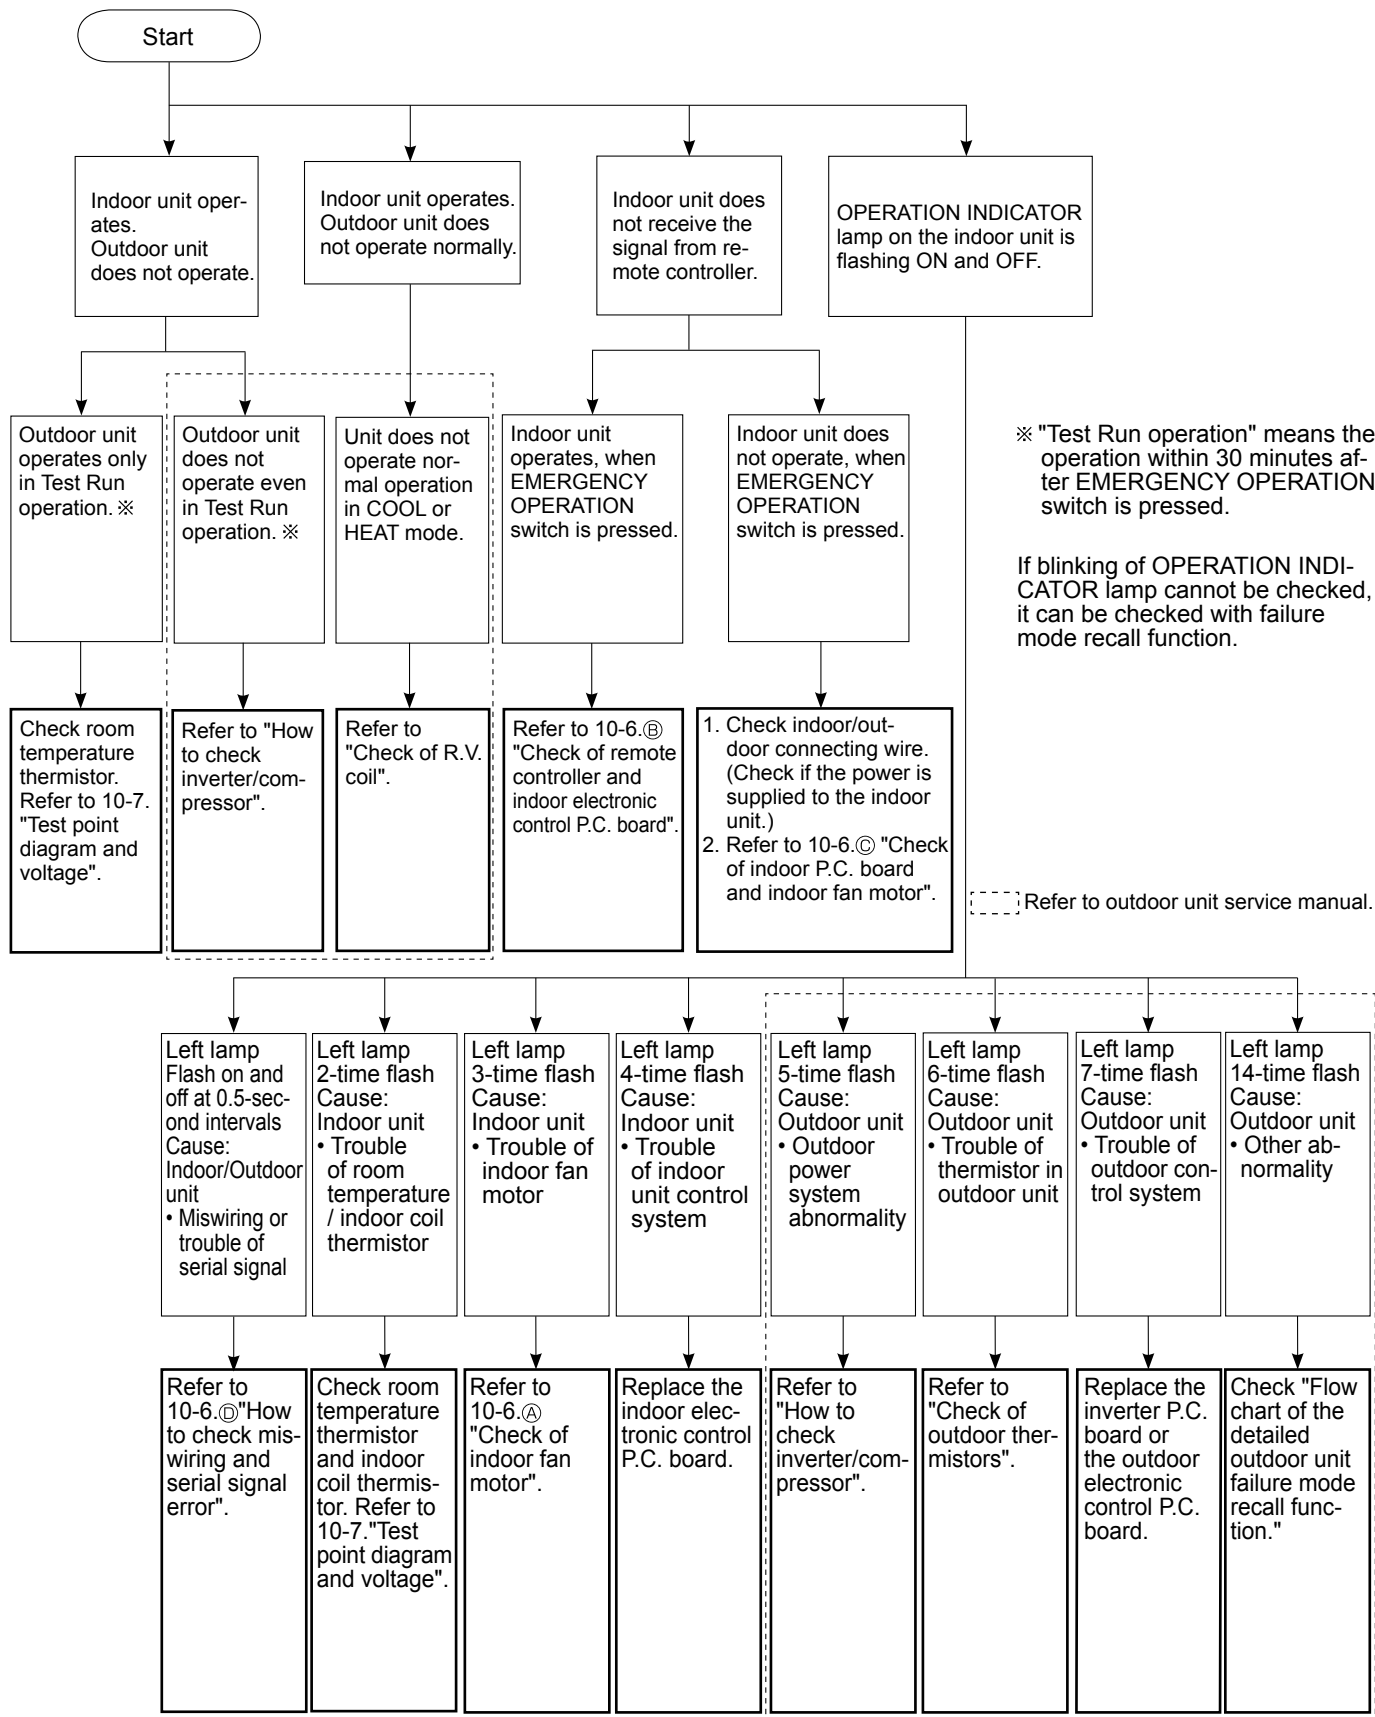 Start
Indoor unit oper-
ates.
Outdoor unit
does not operate.
Indoor unit operates.
Outdoor unit does
not operate normally.
Indoor unit does
not receive the
signal from re-
mote controller.
OPERATION INDICATOR
lamp on the indoor unit is
flashing ON and OFF.
Outdoor unit
operates only
in Test Run
operation. ※
Outdoor unit
does not
operate even
in Test Run
operation. ※
Unit does not
operate nor-
mal operation
in COOL or
HEAT mode.
Indoor unit
operates, when
EMERGENCY
OPERATION
switch is pressed.
Indoor unit does
not operate, when
EMERGENCY
OPERATION
switch is pressed.
※ "Test Run operation" means the
operation within 30 minutes af-
ter EMERGENCY OPERATION
switch is pressed.
If blinking of OPERATION INDI-
CATOR lamp cannot be checked,
it can be checked with failure
mode recall function.
Check room
temperature
thermistor.
Refer to 10-7.
"Test point
diagram and
voltage".
Refer to "How
to check
inverter/com-
pressor".
Refer to
"Check of R.V.
coil".
Refer to 10-6.Ⓑ
"Check of remote
controller and
indoor electronic
control P.C. board".
1. Check indoor/out-
door connecting wire.
(Check if the power is
supplied to the indoor
unit.)
2. Refer to 10-6.Ⓒ "Check
of indoor P.C. board
and indoor fan motor".
Refer to outdoor unit service manual.
Left lamp
Flash on and
off at 0.5-sec-
ond intervals
Cause:
Indoor/Outdoor
unit
• Miswiring or
trouble of
serial signal
Left lamp
2-time flash
Cause:
Indoor unit
• Trouble
of room
temperature
/ indoor coil
thermistor
Left lamp
3-time flash
Cause:
Indoor unit
• Trouble of
indoor fan
motor
Left lamp
4-time flash
Cause:
Indoor unit
• Trouble
of indoor
unit control
system
Left lamp
5-time flash
Cause:
Outdoor unit
• Outdoor
power
system
abnormality
Left lamp
6-time flash
Cause:
Outdoor unit
• Trouble of
thermistor in
outdoor unit
Left lamp
7-time flash
Cause:
Outdoor unit
• Trouble of
outdoor con-
trol system
Left lamp
14-time flash
Cause:
Outdoor unit
• Other ab-
normality
Refer to
10-6.Ⓓ"How
to check mis-
wiring and
serial signal
error".
Check room
temperature
thermistor
and indoor
coil thermis-
tor. Refer to
10-7."Test
point diagram
and voltage".
Refer to
10-6.Ⓐ
"Check of
indoor fan
motor".
Replace the
indoor elec-
tronic control
P.C. board.
Refer to
"How to
check
inverter/com-
pressor".
Refer to
"Check of
outdoor ther-
mistors".
Replace the
inverter P.C.
board or
the outdoor
electronic
control P.C.
board.
Check "Flow
chart of the
detailed
outdoor unit
failure mode
recall func-
tion."